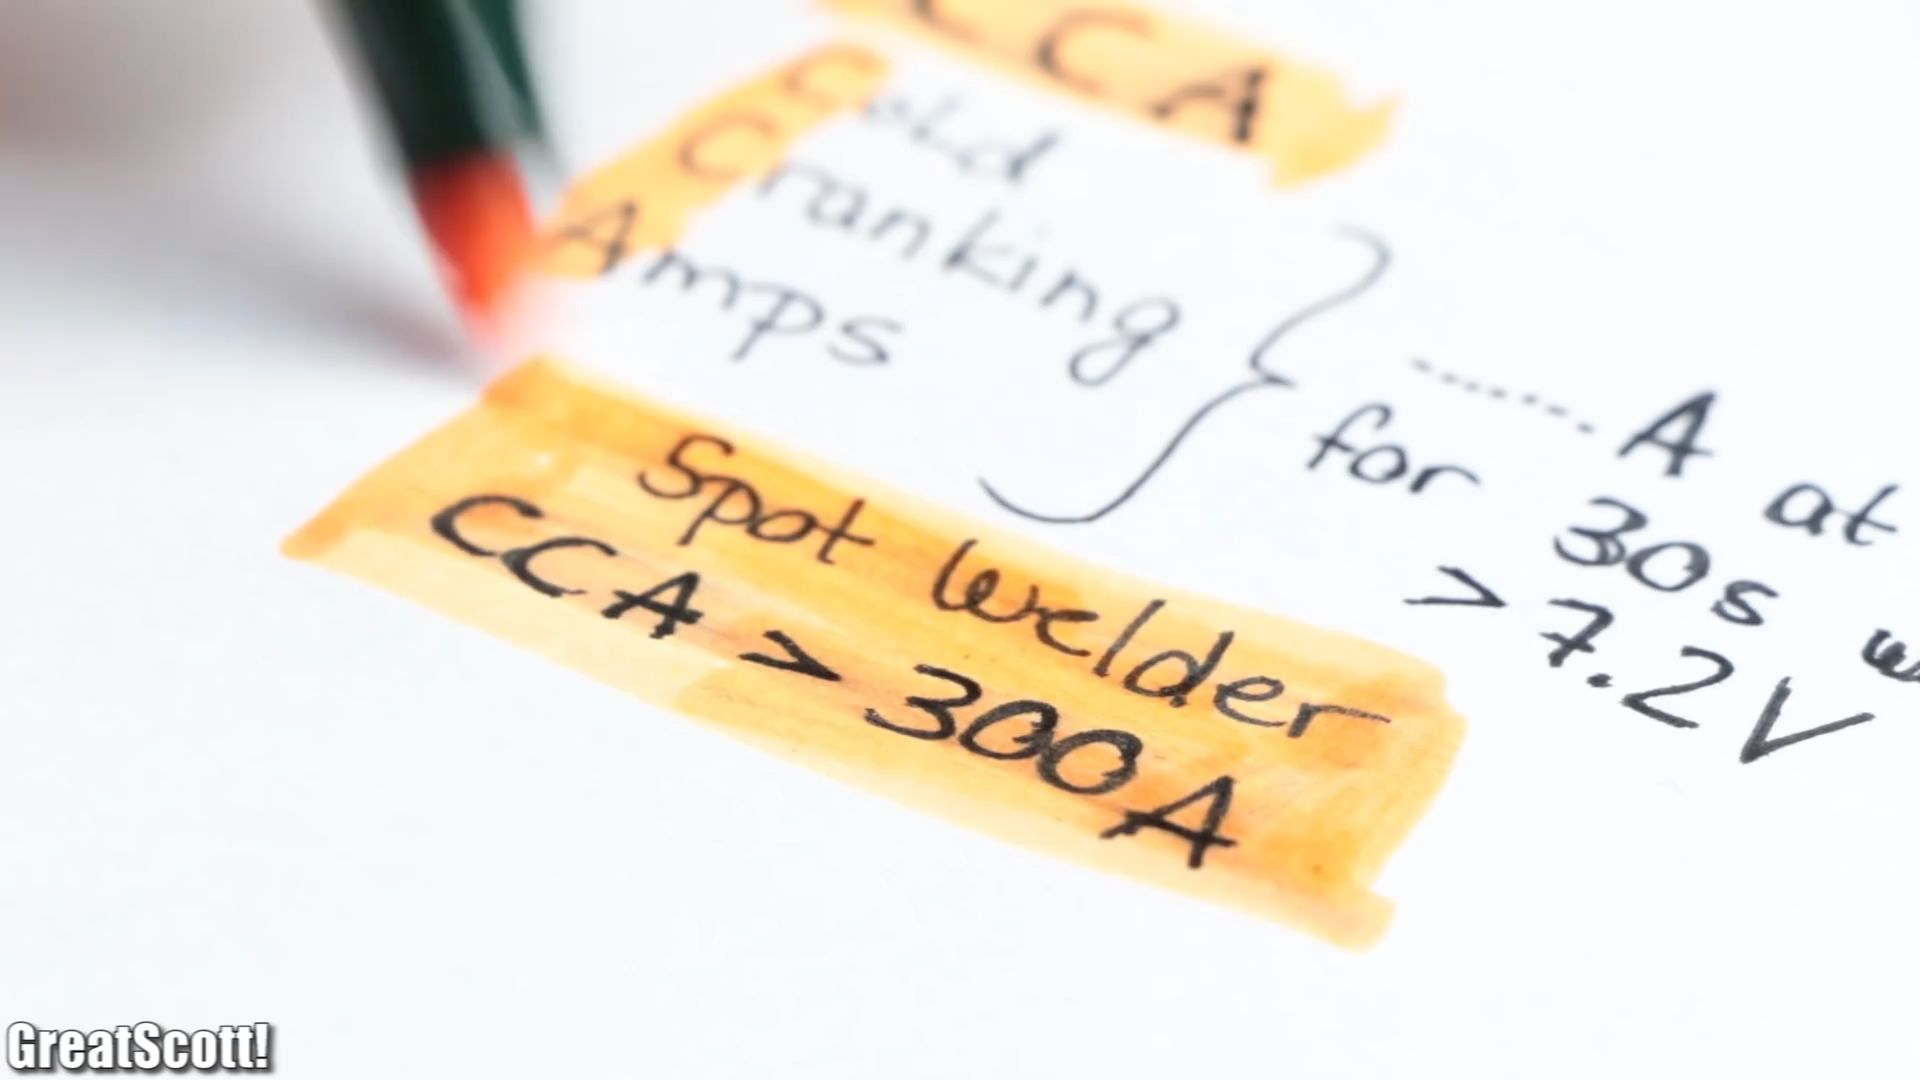 CCA
Cold
Cranking
Amps
....... A at
for 30s
> 7.2V
Spot Welder
CCA > 300A
GreatScott!